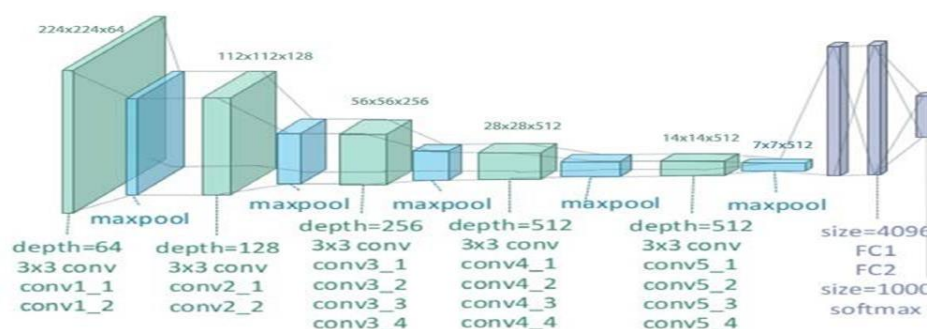 224x224x64
112x112x128
56x56x256
28x28x512
14x14x512
7x7x512
maxpool
maxpool
maxpool
maxpool
maxpool
depth=64
3x3 conv
conv1_1
conv1_2
depth=128
3x3 conv
conv2_1
conv2_2
depth=256
3x3 conv
conv3_1
conv3_2
conv3_3
conv3_4
depth=512
3x3 conv
conv4_1
conv4_2
conv4_3
conv4_4
depth=512
3x3 conv
conv5_1
conv5_2
conv5_3
conv5_4
size=4096
FC1
FC2
size=1000
softmax